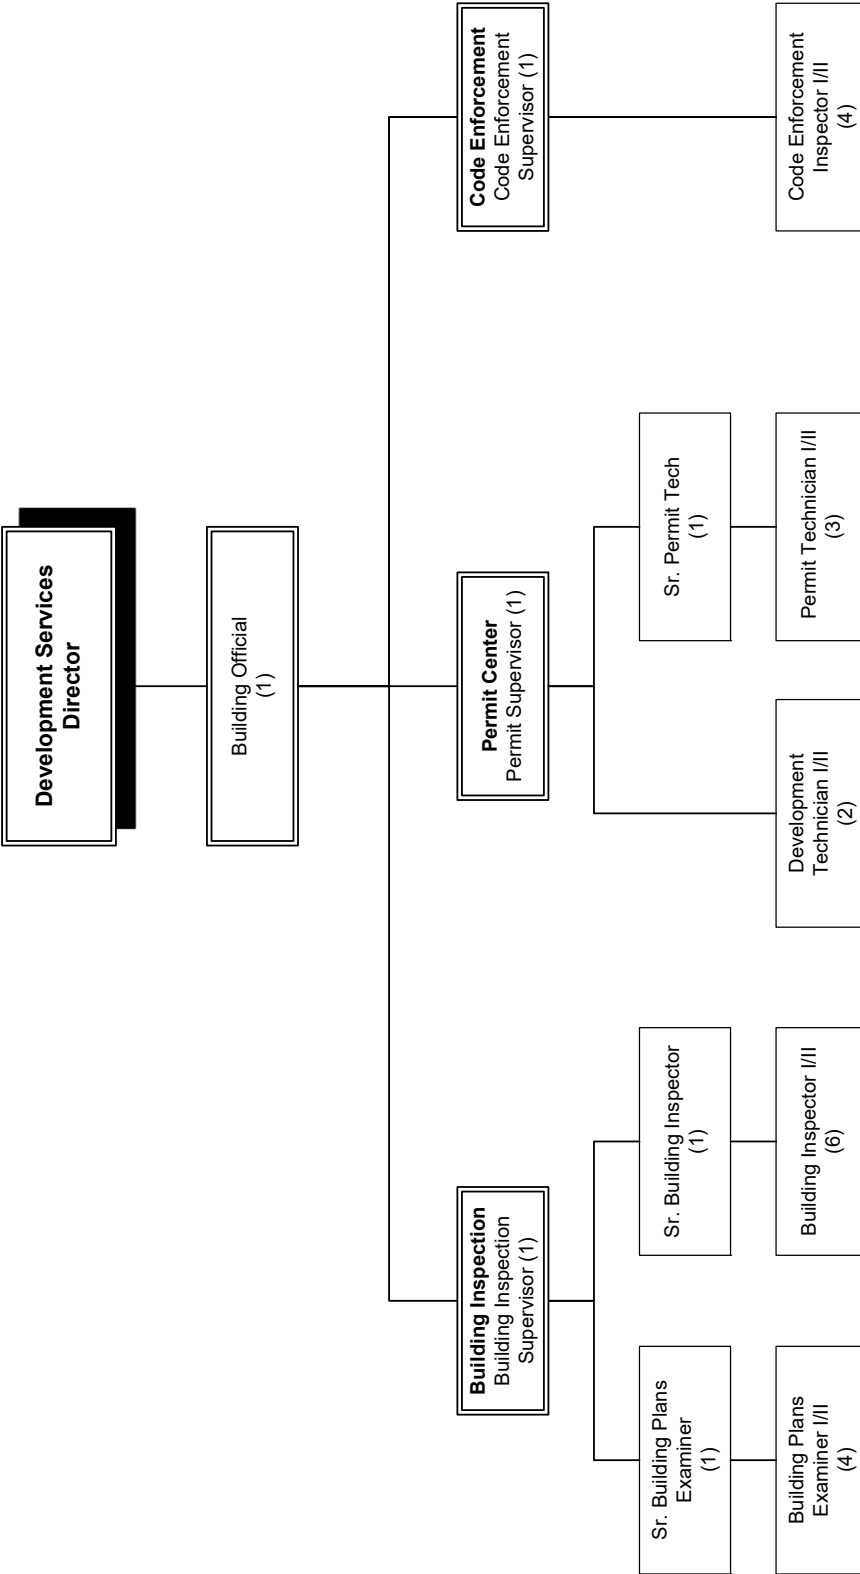 Development Services
Director
Building Official
(1)
Building Inspection
Building Inspection
Supervisor (1)
Permit Center
Permit Supervisor (1)
Code Enforcement
Code Enforcement
Supervisor (1)
Sr. Building Plans
Examiner
(1)
Sr. Building Inspector
(1)
Sr. Permit Tech
(1)
Building Plans
Examiner I/II
(4)
Building Inspector I/II
(6)
Development
Technician I/II
(2)
Permit Technician I/II
(3)
Code Enforcement
Inspector I/II
(4)